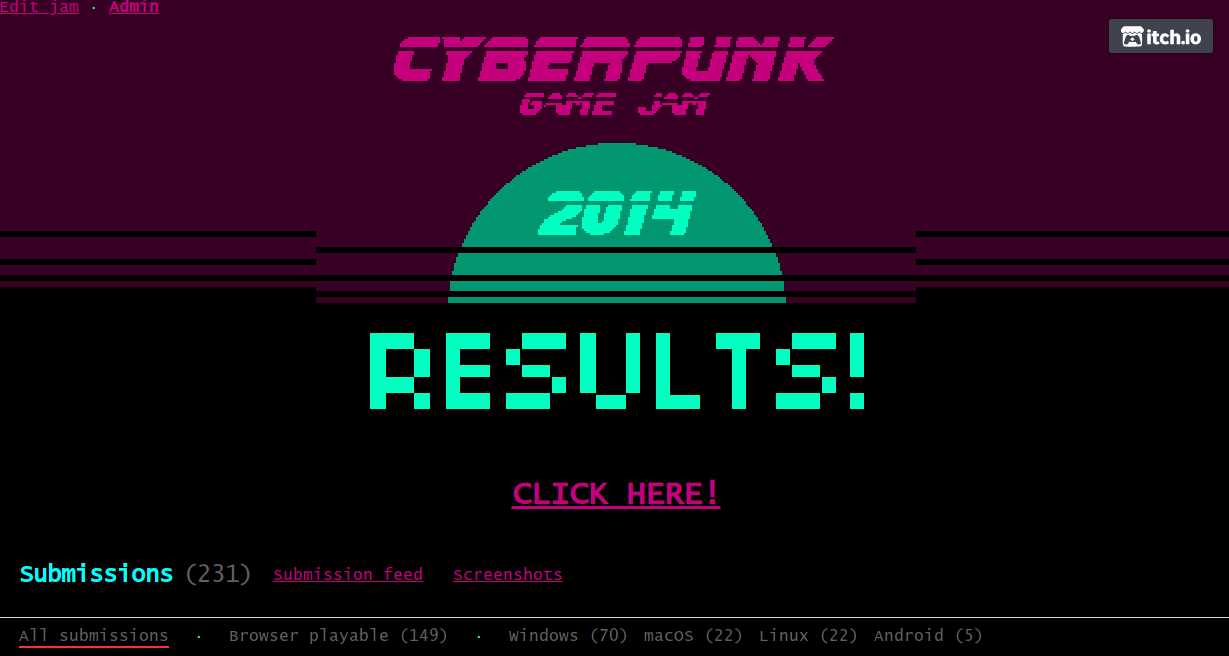 Edit jam · Admin
itch.io
CYBERPUNK
GAME JAM
2014
RESULTS!
CLICK HERE!
Submissions (231) Submission feed Screenshots
All submissions · Browser playable (149) · Windows (70) macOS (22) Linux (22) Android (5)